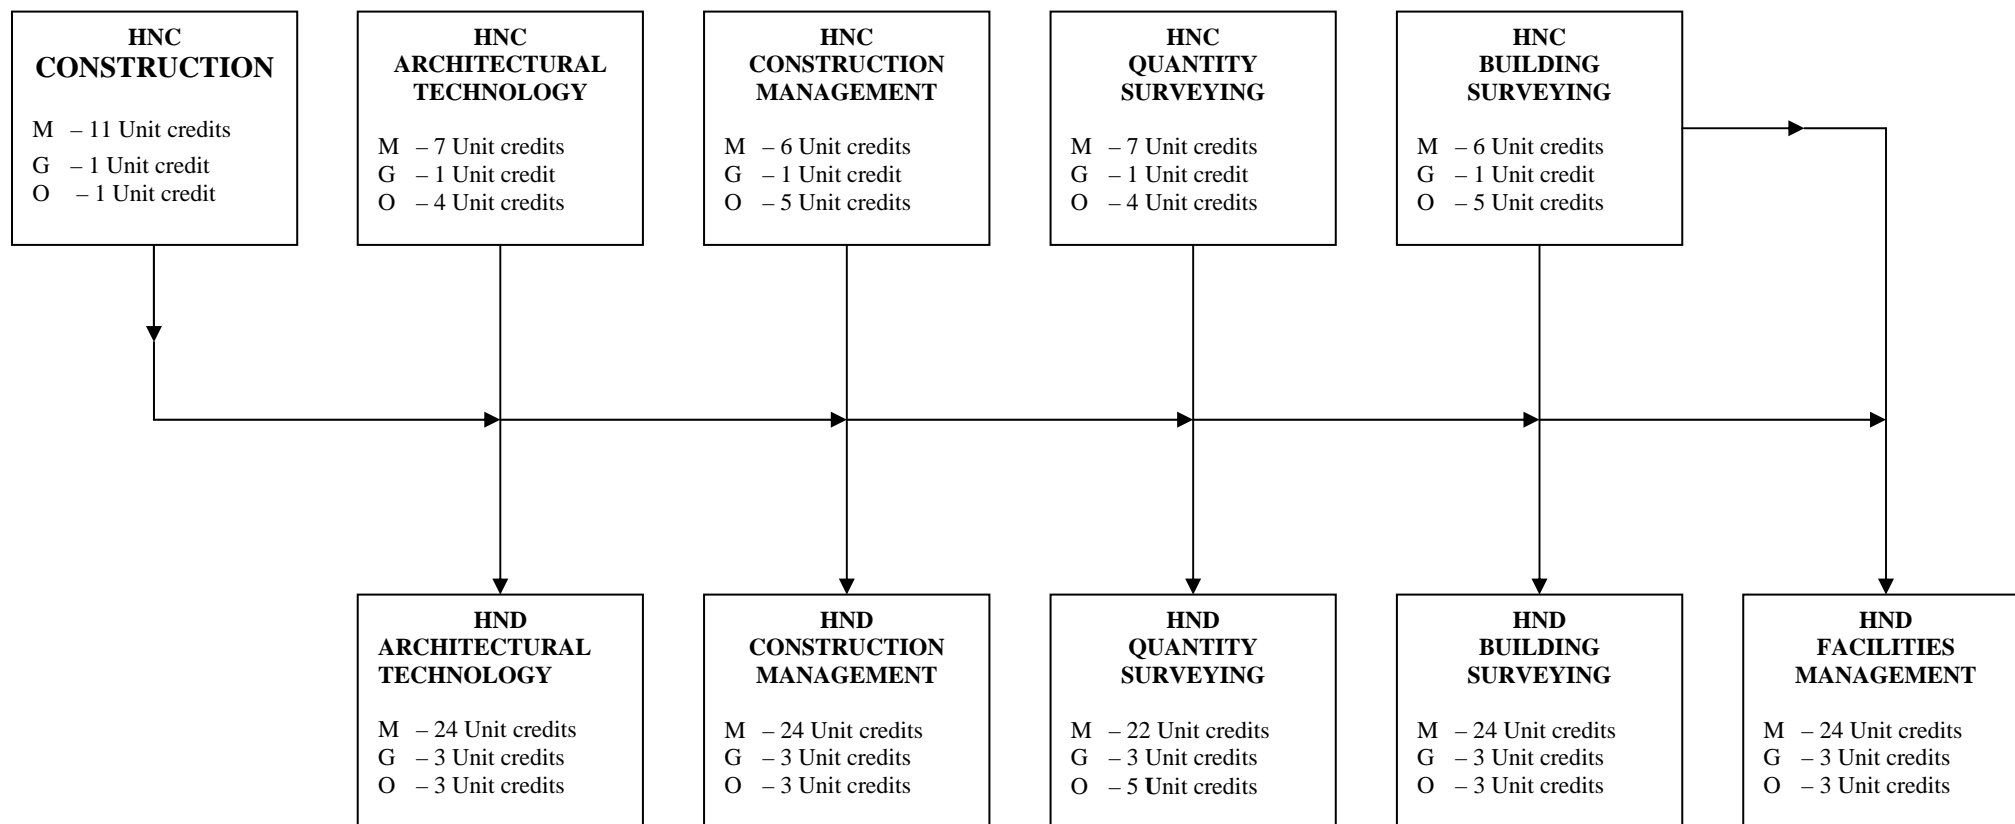 HNC
CONSTRUCTION
M – 11 Unit credits
G – 1 Unit credit
O – 1 Unit credit
HNC
ARCHITECTURAL
TECHNOLOGY
M – 7 Unit credits
G – 1 Unit credit
O – 4 Unit credits
HNC
CONSTRUCTION
MANAGEMENT
M – 6 Unit credits
G – 1 Unit credit
O – 5 Unit credits
HNC
QUANTITY
SURVEYING
M – 7 Unit credits
G – 1 Unit credit
O – 4 Unit credits
HNC
BUILDING
SURVEYING
M – 6 Unit credits
G – 1 Unit credit
O – 5 Unit credits
HND
ARCHITECTURAL
TECHNOLOGY
M – 24 Unit credits
G – 3 Unit credits
O – 3 Unit credits
HND
CONSTRUCTION
MANAGEMENT
M – 24 Unit credits
G – 3 Unit credits
O – 3 Unit credits
HND
QUANTITY
SURVEYING
M – 22 Unit credits
G – 3 Unit credits
O – 5 Unit credits
HND
BUILDING
SURVEYING
M – 24 Unit credits
G – 3 Unit credits
O – 3 Unit credits
HND
FACILITIES
MANAGEMENT
M – 24 Unit credits
G – 3 Unit credits
O – 3 Unit credits